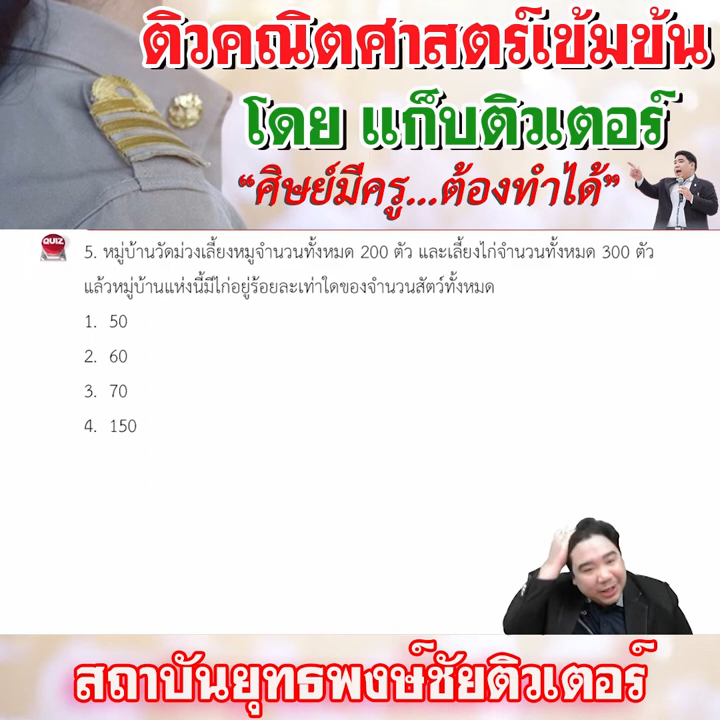 ติวคณิตศาสตร์เข้มข้น
โดย แก็บติวเตอร์
“ศิษย์มีครู...ต้องทำได้”
QUIZ
5. หมู่บ้านวัดม่วงเลี้ยงหมูจำนวนทั้งหมด 200 ตัว และเลี้ยงไก่จำนวนทั้งหมด 300 ตัว
แล้วหมู่บ้านแห่งนี้มีไก่อยู่ร้อยละเท่าใดของจำนวนสัตว์ทั้งหมด
1. 50
2. 60
3. 70
4. 150
สถาบันยุทธพงษ์ชัยติวเตอร์